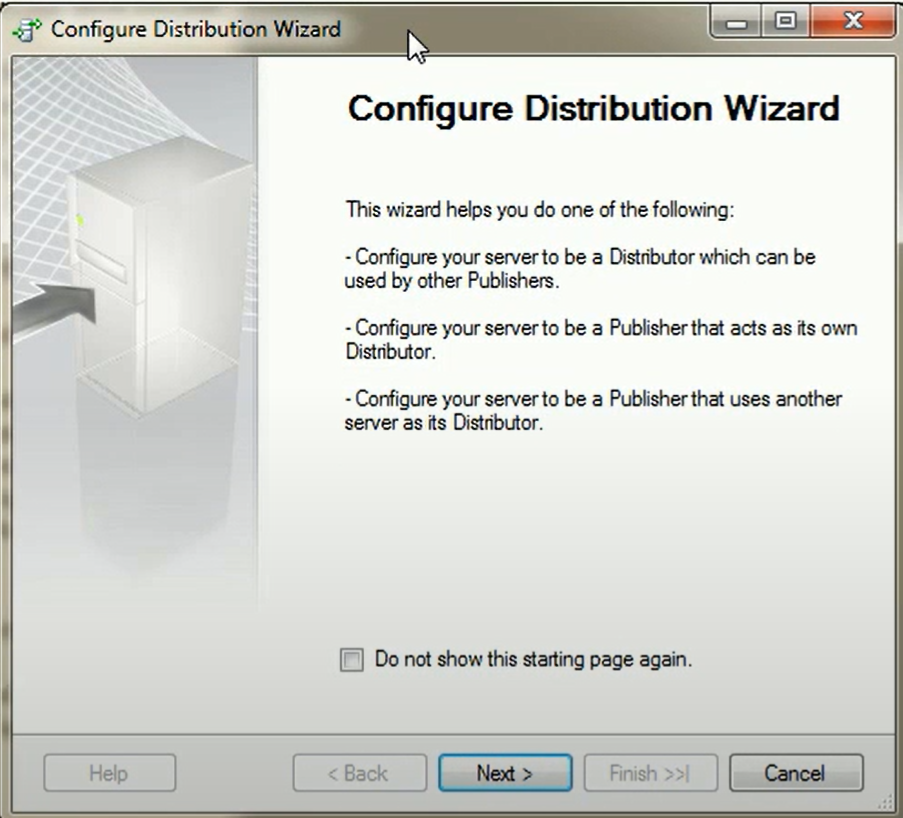 Configure Distribution Wizard
Configure Distribution Wizard
This wizard helps you do one of the following:
- Configure your server to be a Distributor which can be
used by other Publishers.
- Configure your server to be a Publisher that acts as its own
Distributor.
- Configure your server to be a Publisher that uses another
server as its Distributor.
Do not show this starting page again.
Help
< Back
Next >
Finish >>|
Cancel